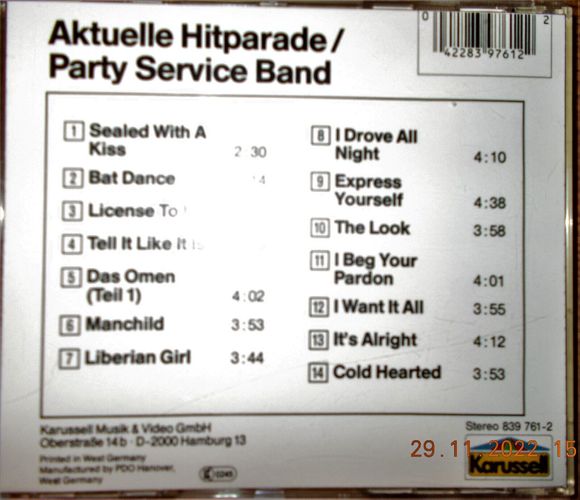 Aktuelle Hitparade/
Party Service Band
0 42283 97612 2
1 Sealed With A
Kiss 2 30
2 Bat Dance 4
3 License To
4 Tell It Like It is
5 Das Omen
(Teil 1) 4:02
6 Manchild 3:53
7 Liberian Girl 3:44
8 I Drove All
Night 4:10
9 Express
Yourself 4:38
10 The Look 3:58
11 I Beg Your
Pardon 4:01
12 I Want It All 3:55
13 It's Alright 4:12
14 Cold Hearted 3:53
Karussell Musik & Video GmbH
Oberstraße 14b · D-2000 Hamburg 13
Printed in West Germany
Manufactured by PDO Hanover,
West Germany
Stereo 839 761-2
Karussell
29.11.2022 15